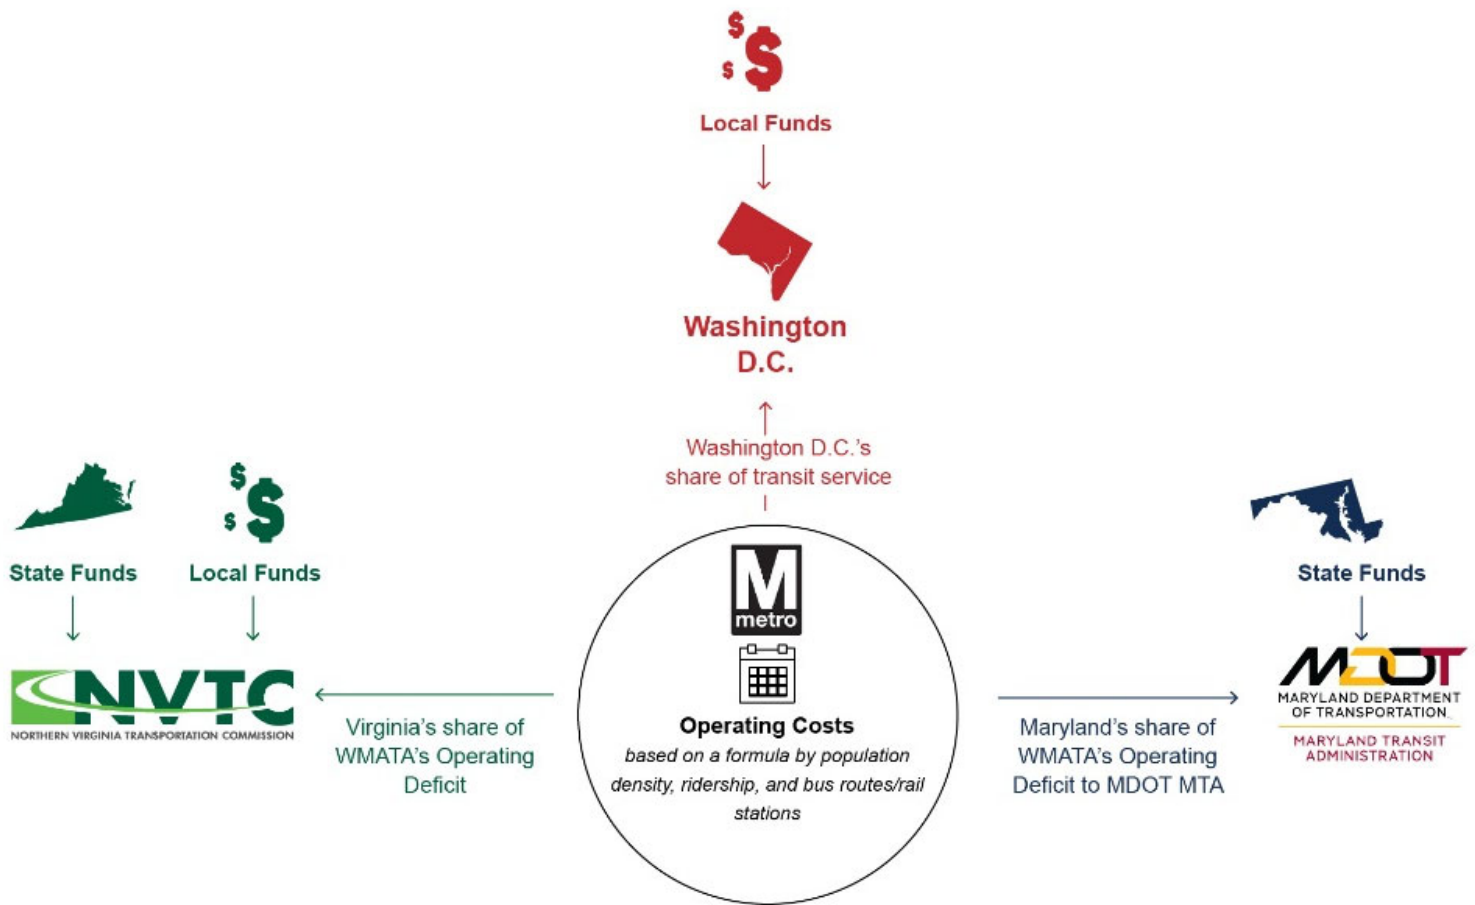 $ $ $
Local Funds
Washington
D.C.
Washington D.C.'s
share of transit service
$ $ $
State Funds
Local Funds
NVTC
NORTHERN VIRGINIA TRANSPORTATION COMMISSION
Virginia's share of
WMATA's Operating
Deficit
M
metro
Operating Costs
based on a formula by population
density, ridership, and bus routes/rail
stations
Maryland's share of
WMATA's Operating
Deficit to MDOT MTA
State Funds
MDOT
MARYLAND DEPARTMENT
OF TRANSPORTATION
MARYLAND TRANSIT
ADMINISTRATION